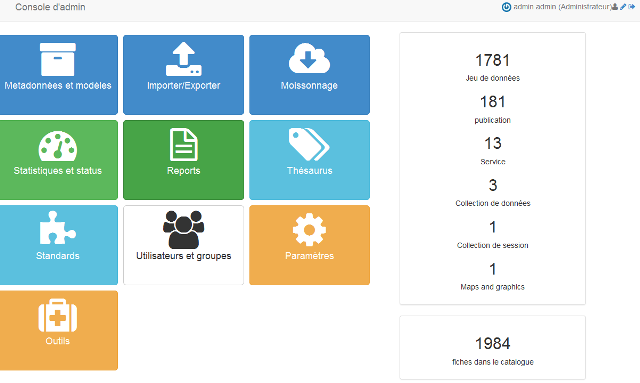 Console d'admin
admin admin (Administrateur)
Metadonnées et modèles
Importer/Exporter
Moissonnage
Statistiques et status
Reports
Thésaurus
Standards
Utilisateurs et groupes
Paramètres
Outils
1781
Jeu de données
181
publication
13
Service
3
Collection de données
1
Collection de session
1
Maps and graphics
1984
fiches dans le catalogue